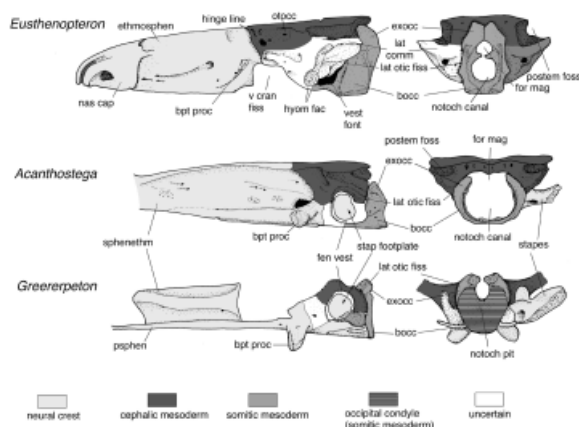 Eusthenopteron
ethmosphen
hinge line
otpcc
exocc
lat comm
lat otic fiss
bocc
postem foss
for mag
notoch canal
nas cap
bpt proc
v cran fiss
hyom fac
vest font
Acanthostega
postem foss
for mag
exocc
lat otic fiss
bocc
notoch canal
stapes
sphenethm
bpt proc
fen vest
stap footplate
Greererpeton
lat otic fiss
exocc
bocc
psphen
bpt proc
notoch pit
neural crest
cephalic mesoderm
somitic mesoderm
occipital condyle
(somitic mesoderm)
uncertain